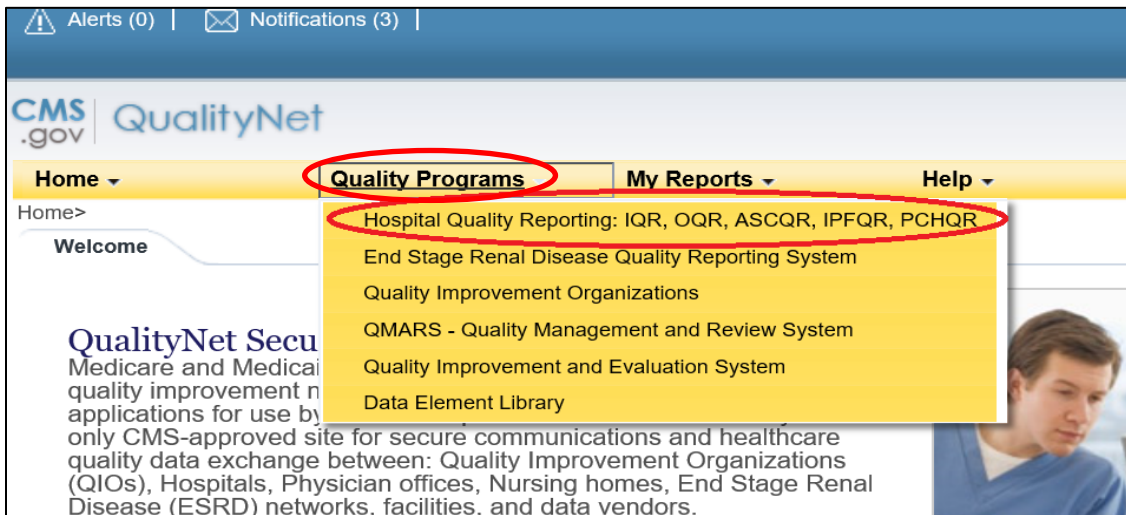 Alerts (0) | Notifications (3) |
CMS .gov QualityNet
Home Quality Programs My Reports Help
Home>
Welcome
Hospital Quality Reporting: IQR, OQR, ASCQR, IPFQR, PCHQR
End Stage Renal Disease Quality Reporting System
Quality Improvement Organizations
QMARS - Quality Management and Review System
Quality Improvement and Evaluation System
Data Element Library
QualityNet Secu
Medicare and Medicai
quality improvement n
applications for use by
only CMS-approved site for secure communications and healthcare
quality data exchange between: Quality Improvement Organizations
(QIOs), Hospitals, Physician offices, Nursing homes, End Stage Renal
Disease (ESRD) networks, facilities, and data vendors.